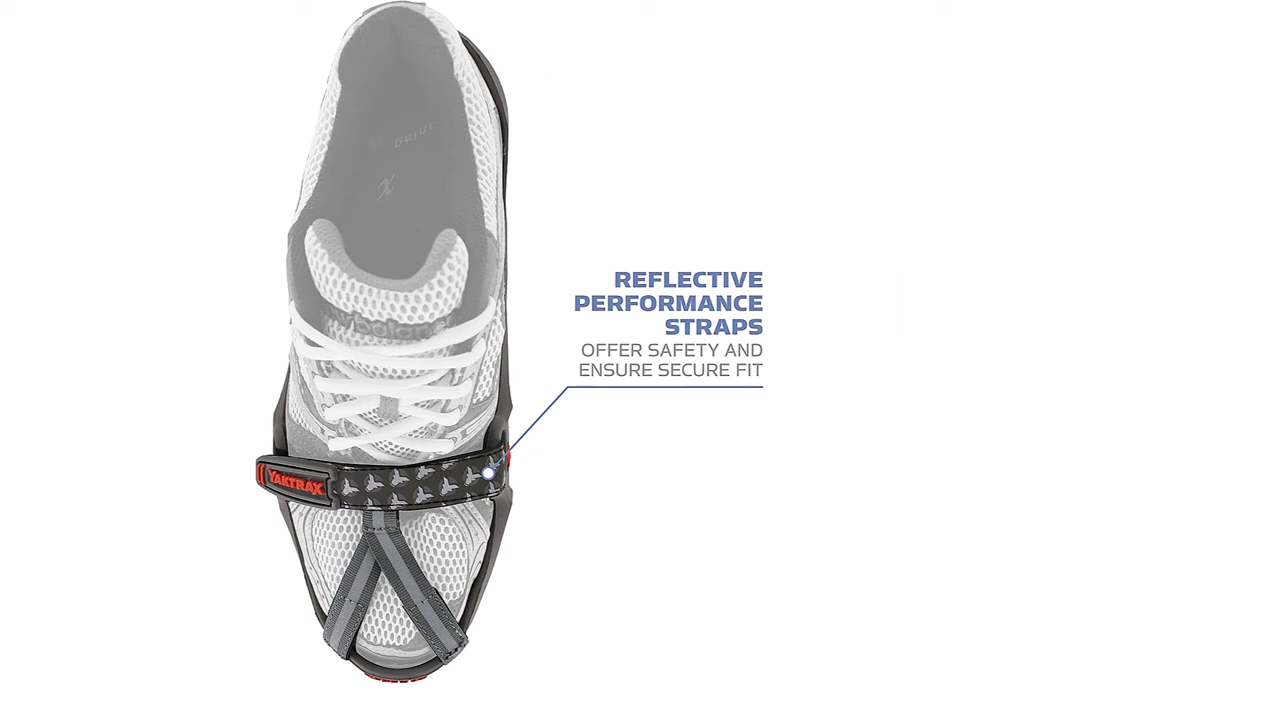 REFLECTIVE
PERFORMANCE
STRAPS
OFFER SAFETY AND
ENSURE SECURE FIT
YAKTRAX